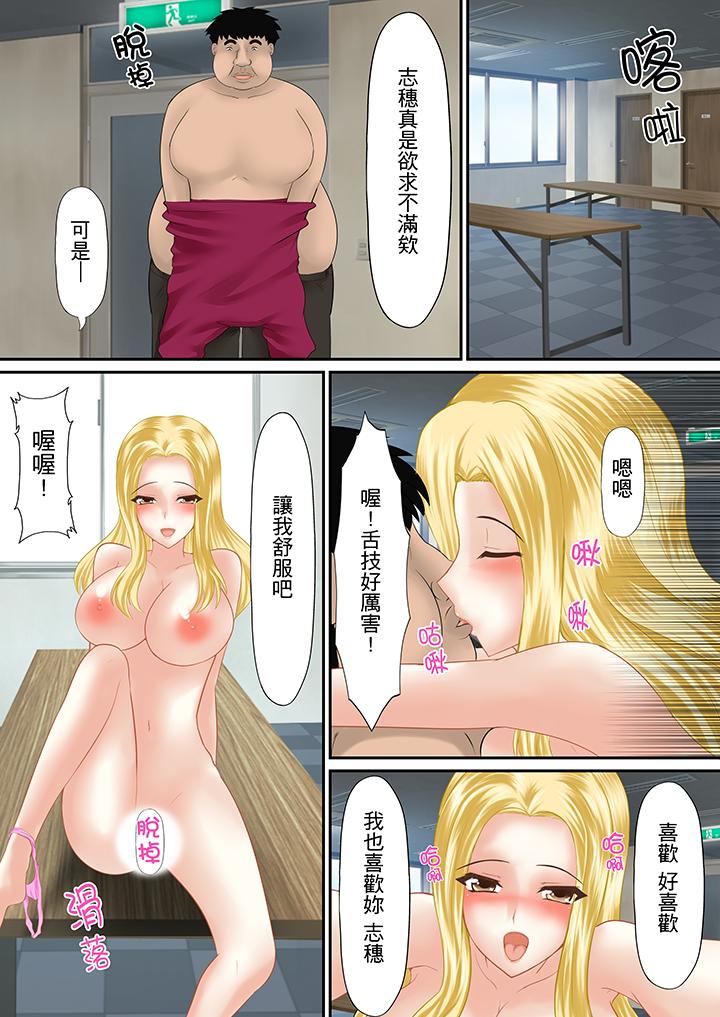 喀啦
志穗真是欲求不滿欸
脫掉
可是—
嗯嗯
啾
啾
咕啾
喔！舌技好厲害！
喜歡 好喜歡
哈啊
哈啊
我也喜歡妳 志穗
讓我舒服吧
喔喔！
脫掉
滑落